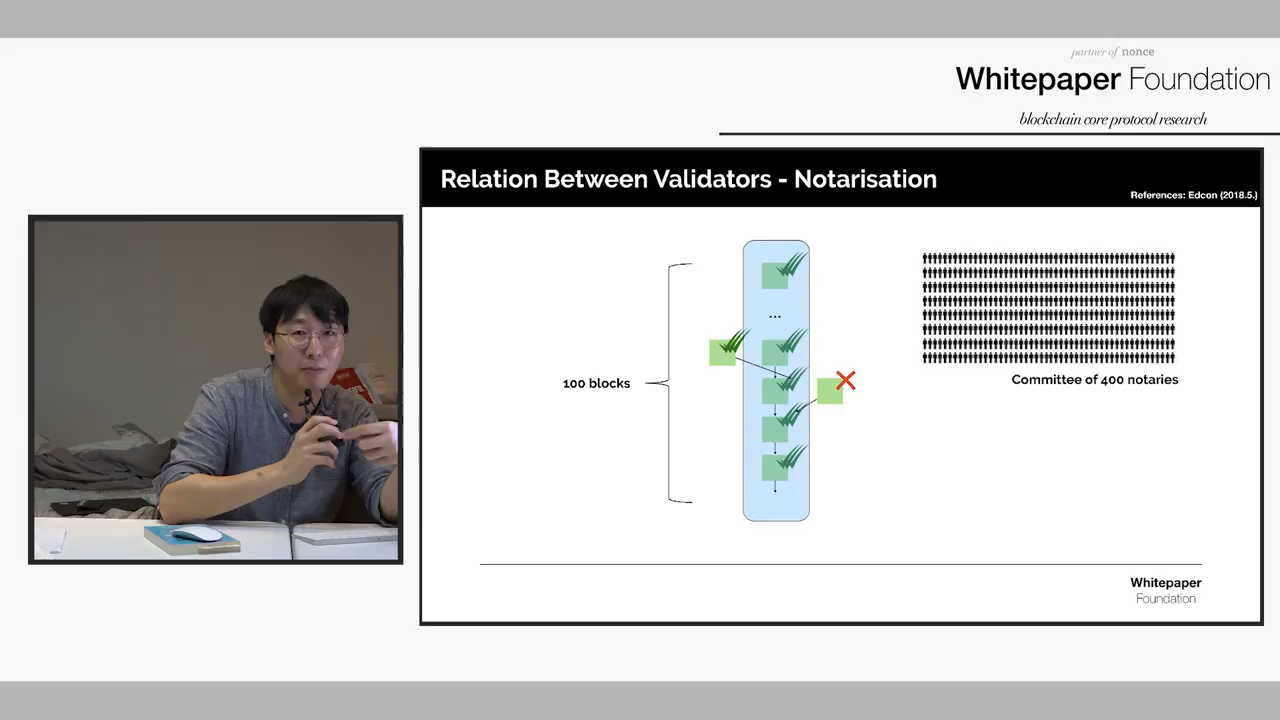 partner of nonce
Whitepaper Foundation
blockchain core protocol research
Relation Between Validators - Notarisation
References: Edcon (2018.5.)
...
100 blocks
Committee of 400 notaries
Whitepaper
Foundation